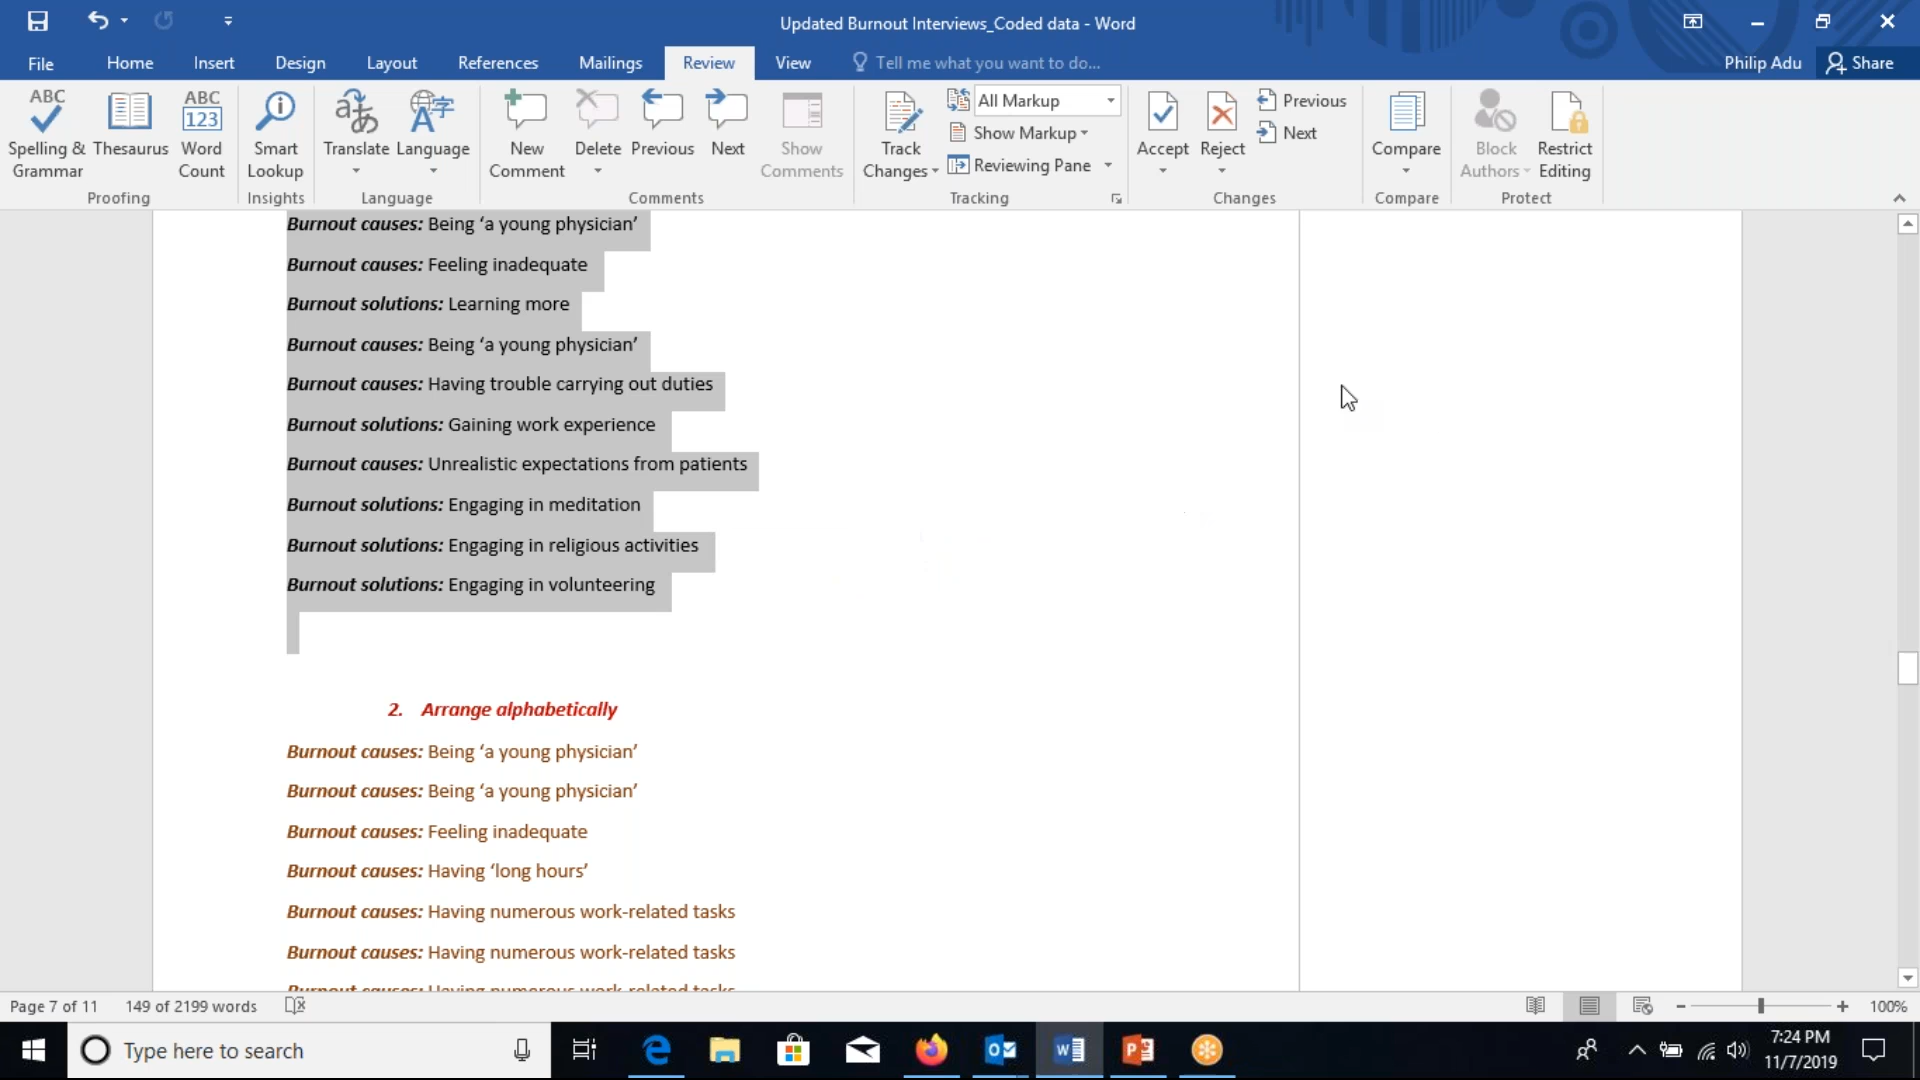 Updated Burnout Interviews_Coded data - Word
File Home Insert Design Layout References Mailings Review View Tell me what you want to do... Philip Adu Share
ABC Spelling & Grammar
Thesaurus
ABC 123 Word Count
Smart Lookup
Translate
Language
New Comment
Delete
Previous
Next
Show Comments
Track Changes
All Markup
Show Markup
Reviewing Pane
Accept
Reject
Previous
Next
Compare
Block Authors
Restrict Editing
Proofing Insights Language Comments Tracking Changes Compare Protect
Burnout causes: Being ‘a young physician’
Burnout causes: Feeling inadequate
Burnout solutions: Learning more
Burnout causes: Being ‘a young physician’
Burnout causes: Having trouble carrying out duties
Burnout solutions: Gaining work experience
Burnout causes: Unrealistic expectations from patients
Burnout solutions: Engaging in meditation
Burnout solutions: Engaging in religious activities
Burnout solutions: Engaging in volunteering
2. Arrange alphabetically
Burnout causes: Being ‘a young physician’
Burnout causes: Being ‘a young physician’
Burnout causes: Feeling inadequate
Burnout causes: Having ‘long hours’
Burnout causes: Having numerous work-related tasks
Burnout causes: Having numerous work-related tasks
Burnout causes: Having numerous work-related tasks
Page 7 of 11 149 of 2199 words 100%
Type here to search
7:24 PM
11/7/2019